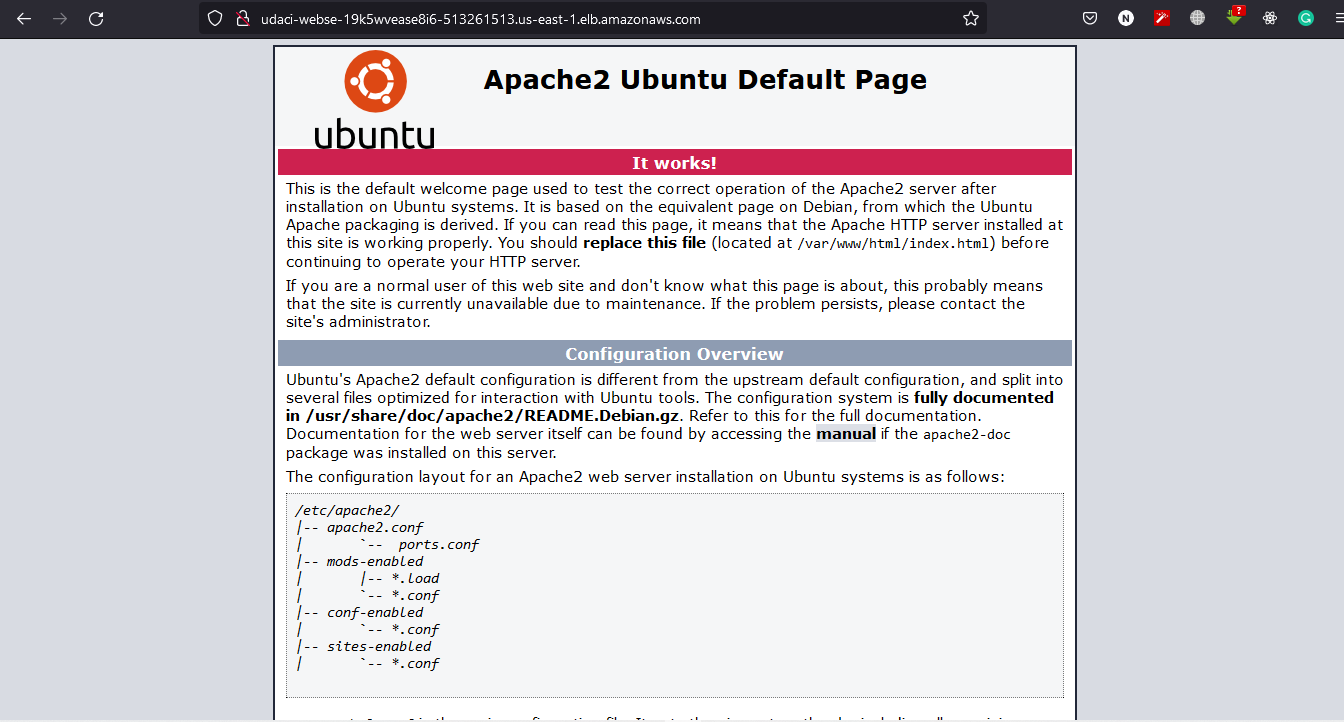 udaci-webse-19k5wvease8i6-513261513.us-east-1.elb.amazonaws.com
N
?
G
ubuntu
Apache2 Ubuntu Default Page
It works!
This is the default welcome page used to test the correct operation of the Apache2 server after
installation on Ubuntu systems. It is based on the equivalent page on Debian, from which the Ubuntu
Apache packaging is derived. If you can read this page, it means that the Apache HTTP server installed at
this site is working properly. You should replace this file (located at /var/www/html/index.html) before
continuing to operate your HTTP server.
If you are a normal user of this web site and don't know what this page is about, this probably means
that the site is currently unavailable due to maintenance. If the problem persists, please contact the
site's administrator.
Configuration Overview
Ubuntu's Apache2 default configuration is different from the upstream default configuration, and split into
several files optimized for interaction with Ubuntu tools. The configuration system is fully documented
in /usr/share/doc/apache2/README.Debian.gz. Refer to this for the full documentation.
Documentation for the web server itself can be found by accessing the manual if the apache2-doc
package was installed on this server.
The configuration layout for an Apache2 web server installation on Ubuntu systems is as follows:
/etc/apache2/
|-- apache2.conf
|       `--  ports.conf
|-- mods-enabled
|       |-- *.load
|       `-- *.conf
|-- conf-enabled
|       `-- *.conf
|-- sites-enabled
|       `-- *.conf